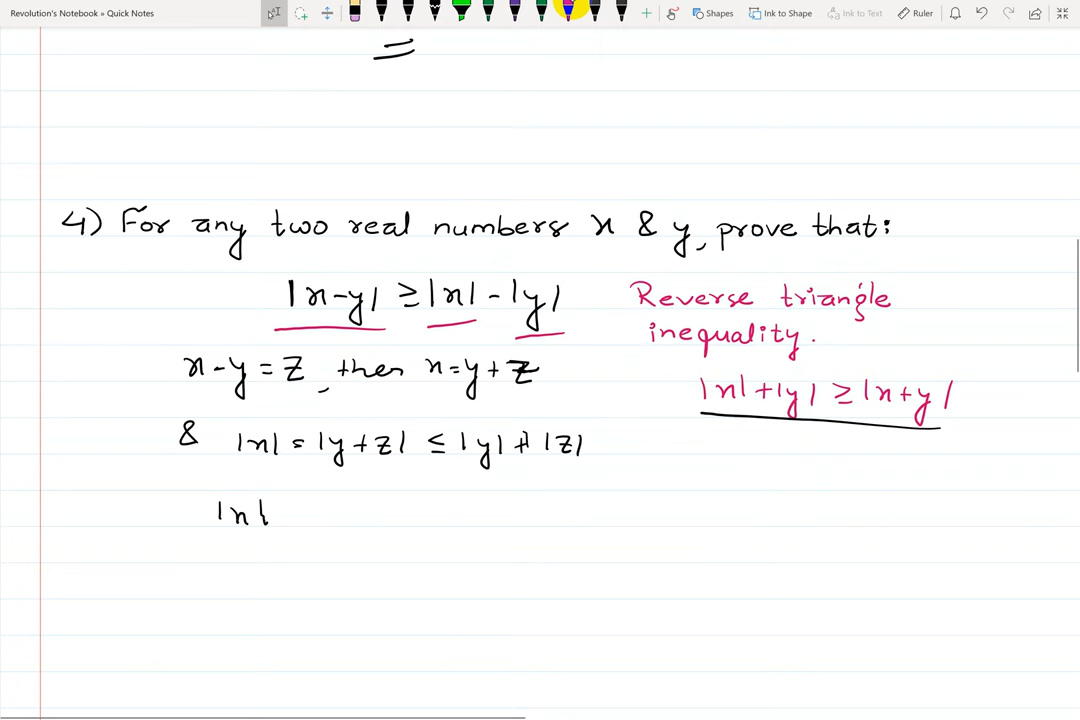 Revolution's Notebook » Quick Notes
Shapes Ink to Shape Ink to Text Ruler
=
4) For any two real numbers x & y, prove that:
|x-y| ≥ |x| - |y| Reverse triangle
inequality.
x-y = z, then x = y + z
|x| + |y| ≥ |x+y|
& |x| = |y+z| ≤ |y| + |z|
|x|